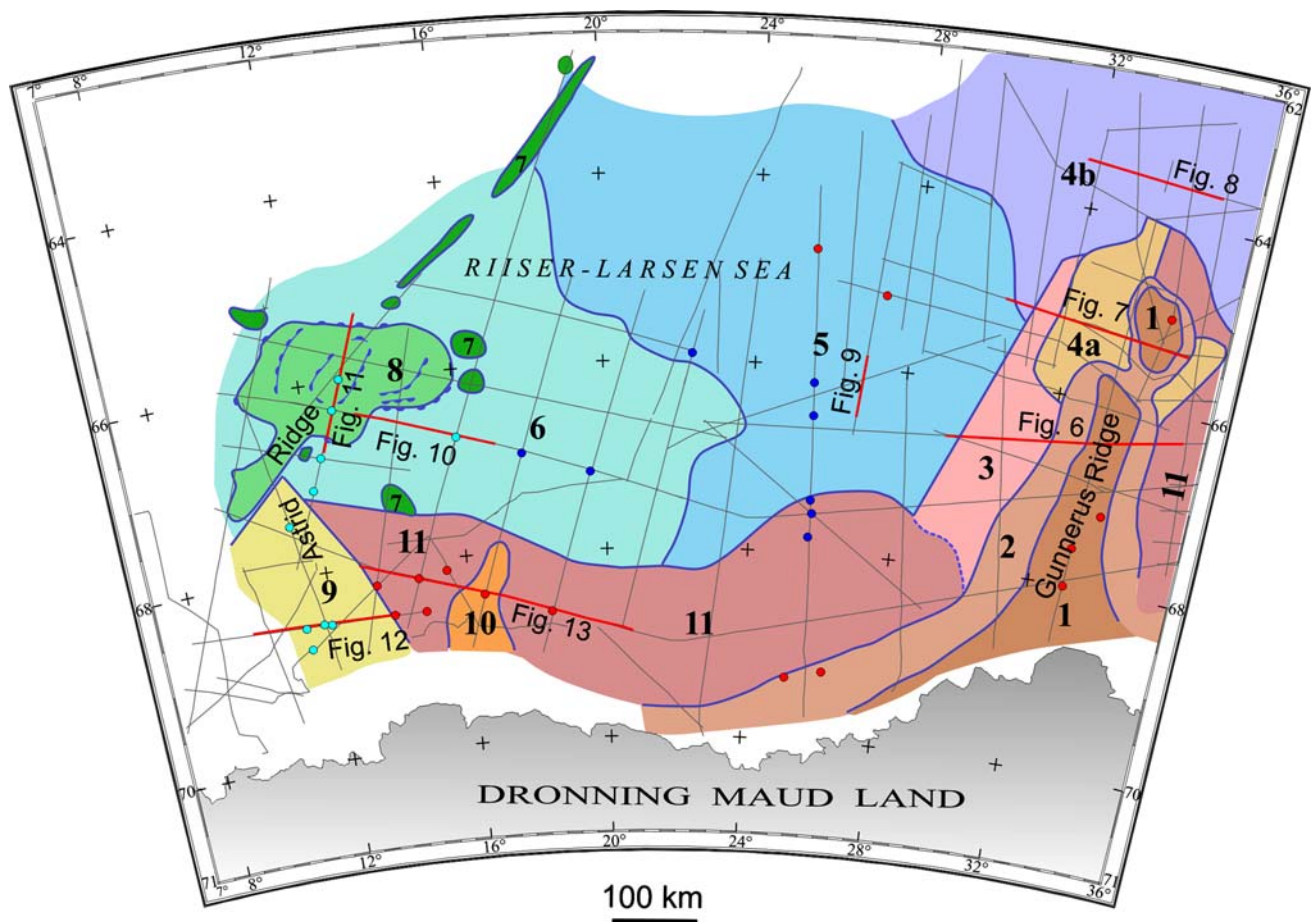 12° 16° 20° 24° 28° 32° 36°
7° 8° 62
4b Fig. 8
7
64 64
RIISER-LARSEN SEA
Fig. 7
1
4a
7
5
Fig. 9
8
Fig. 11
Ridge
66 66
Fig. 10
6
Fig. 6
3
Gunnerus Ridge
11
7
Astrid
11
2
9
10
Fig. 13
11
1
68 68
Fig. 12
70 70
DRONNING MAUD LAND
71 7° 8° 12° 16° 20° 24° 28° 32° 36° 71
100 km